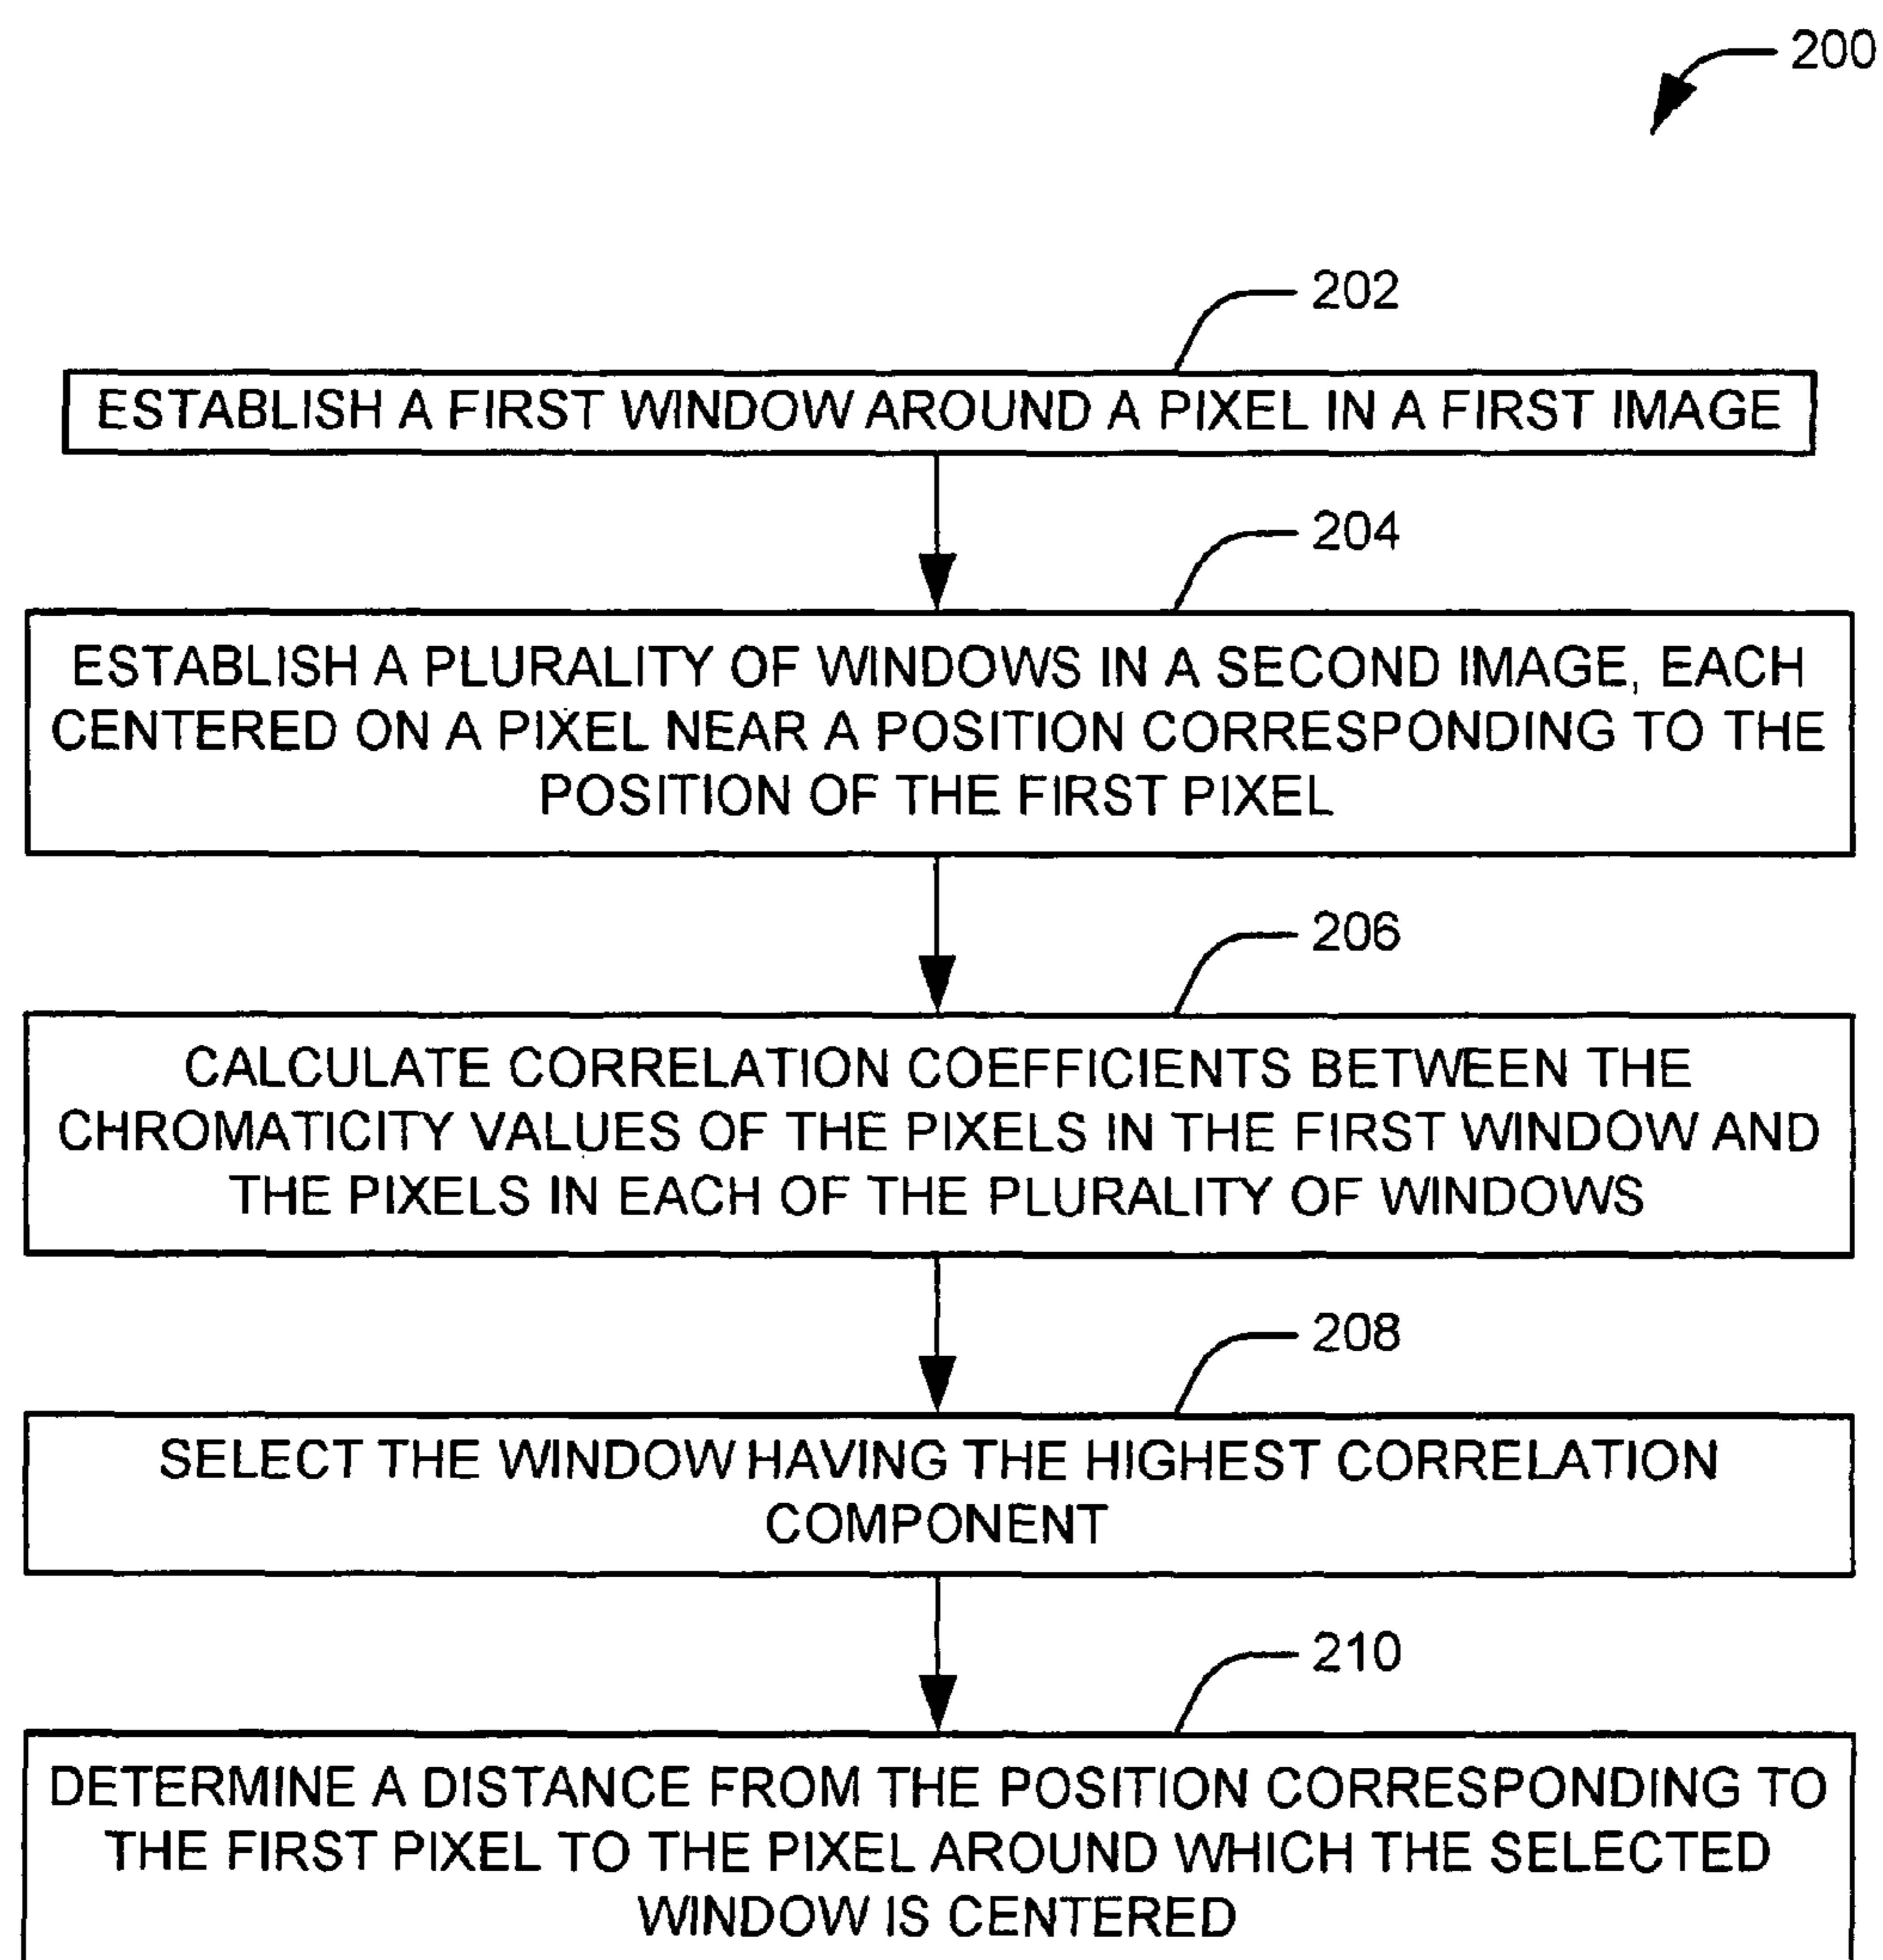 200
202
ESTABLISH A FIRST WINDOW AROUND A PIXEL IN A FIRST IMAGE
204
ESTABLISH A PLURALITY OF WINDOWS IN A SECOND IMAGE, EACH
CENTERED ON A PIXEL NEAR A POSITION CORRESPONDING TO THE
POSITION OF THE FIRST PIXEL
206
CALCULATE CORRELATION COEFFICIENTS BETWEEN THE
CHROMATICITY VALUES OF THE PIXELS IN THE FIRST WINDOW AND
THE PIXELS IN EACH OF THE PLURALITY OF WINDOWS
208
SELECT THE WINDOW HAVING THE HIGHEST CORRELATION
COMPONENT
210
DETERMINE A DISTANCE FROM THE POSITION CORRESPONDING TO
THE FIRST PIXEL TO THE PIXEL AROUND WHICH THE SELECTED
WINDOW IS CENTERED